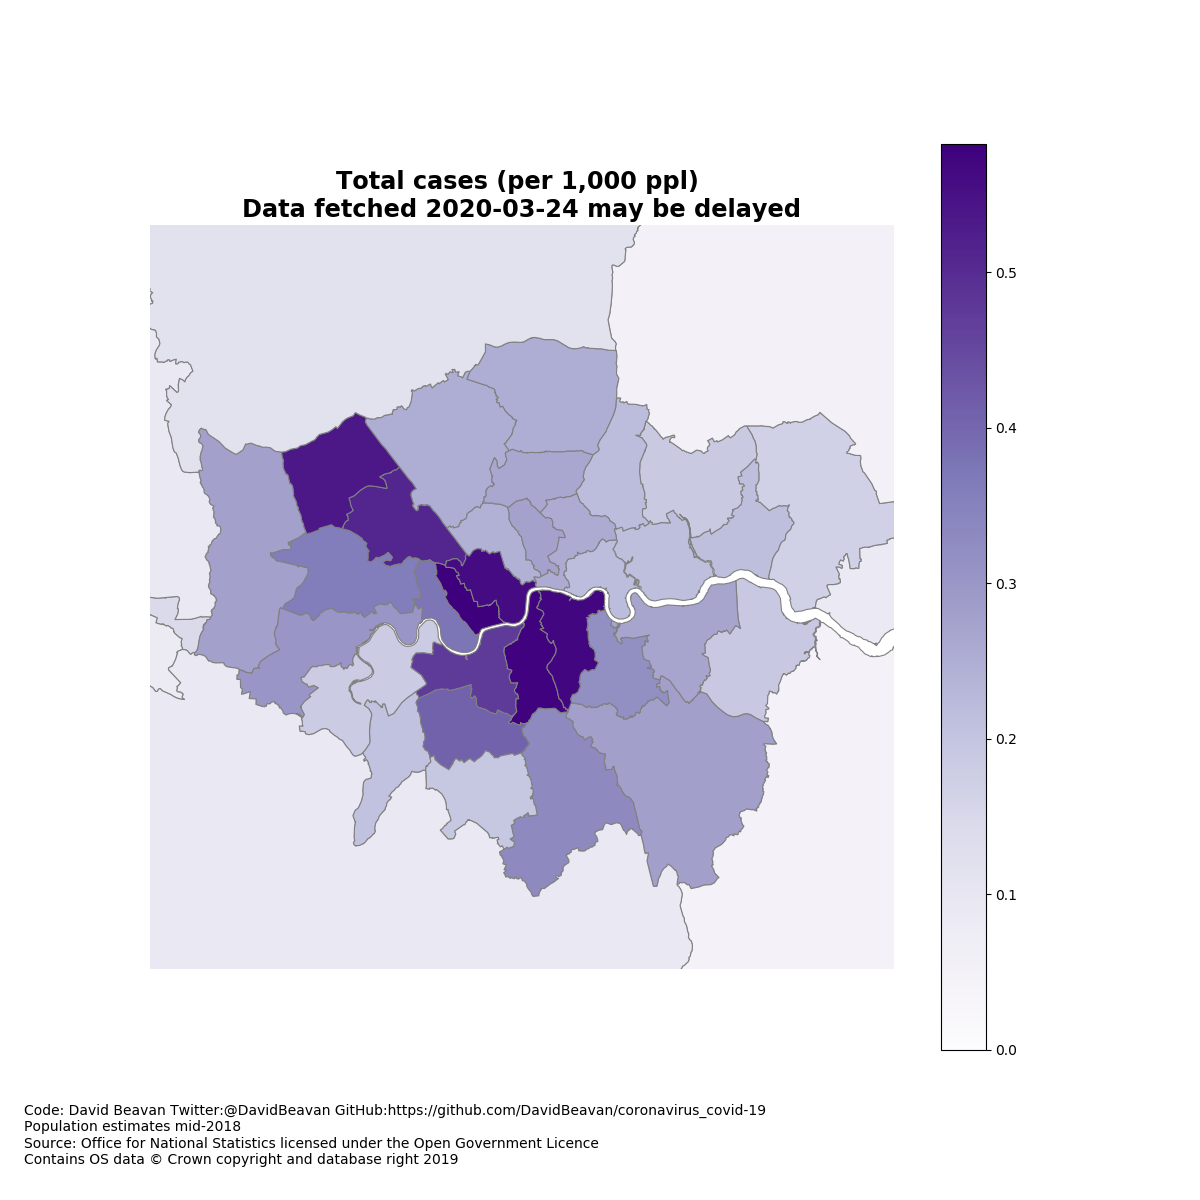 Total cases (per 1,000 ppl)
Data fetched 2020-03-24 may be delayed
0.5
0.4
0.3
0.2
0.1
0.0
Code: David Beavan Twitter:@DavidBeavan GitHub:https://github.com/DavidBeavan/coronavirus_covid-19
Population estimates mid-2018
Source: Office for National Statistics licensed under the Open Government Licence
Contains OS data © Crown copyright and database right 2019